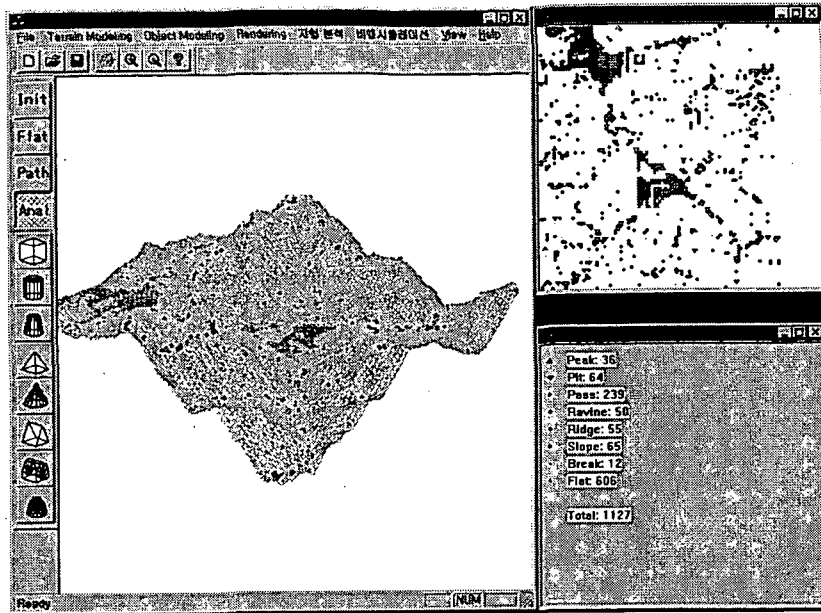 File Terrain Modeling Object Modeling Rendering 지형 분석 비행시뮬레이션 View Help
Init
Flat
Path
Anal
Ready
NUM
Peak: 36
Pit: 64
Pass: 239
Ravine: 50
Ridge: 55
Slope: 65
Break: 12
Flat: 606
Total: 1127